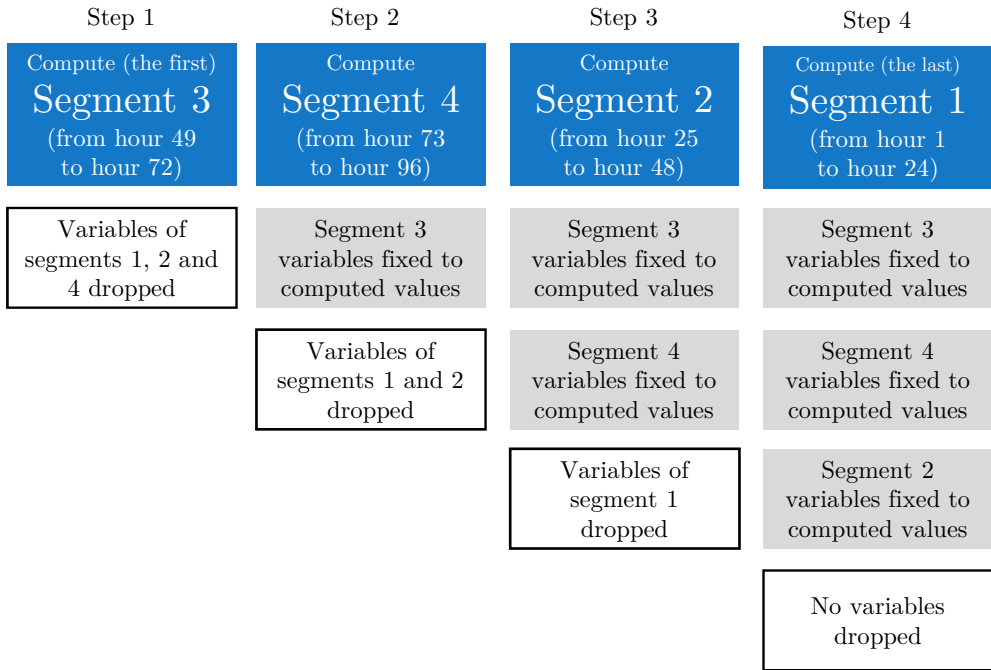 Step 1
Compute (the first)
Segment 3
(from hour 49
to hour 72)
Variables of
segments 1, 2 and
4 dropped
Step 2
Compute
Segment 4
(from hour 73
to hour 96)
Segment 3
variables fixed to
computed values
Variables of
segments 1 and 2
dropped
Step 3
Compute
Segment 2
(from hour 25
to hour 48)
Segment 3
variables fixed to
computed values
Segment 4
variables fixed to
computed values
Variables of
segment 1
dropped
Step 4
Compute (the last)
Segment 1
(from hour 1
to hour 24)
Segment 3
variables fixed to
computed values
Segment 4
variables fixed to
computed values
Segment 2
variables fixed to
computed values
No variables
dropped